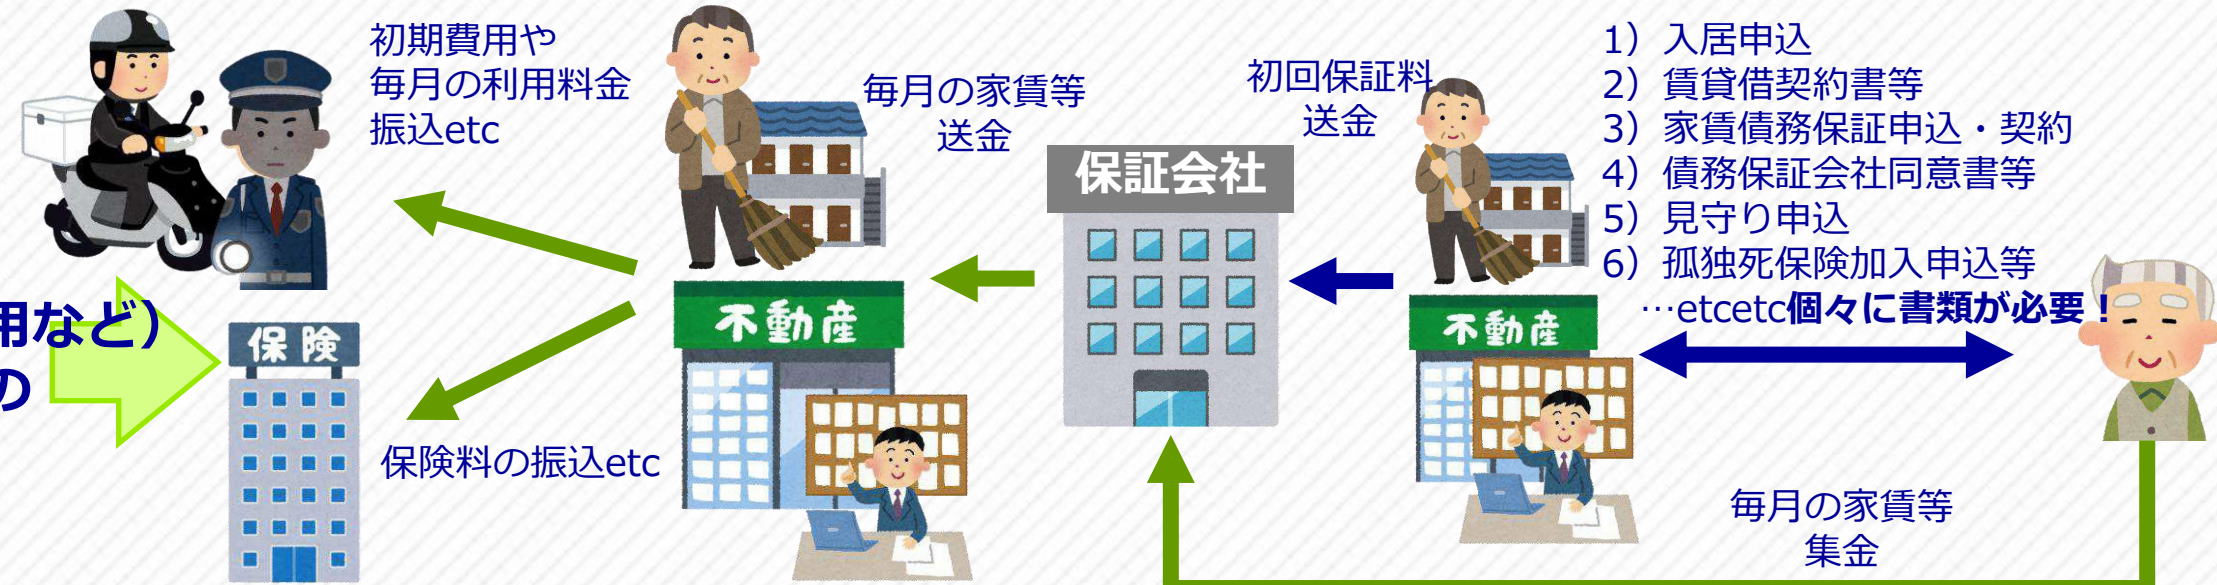 初期費用や
毎月の利用料金
振込etc
毎月の家賃等
送金
初回保証料
送金
1）入居申込
2）賃貸借契約書等
3）家賃債務保証申込・契約
4）債務保証会社同意書等
5）見守り申込
6）孤独死保険加入申込等
…etcetc個々に書類が必要！
保証会社
用など）
の
保険
不動産
不動産
保険料の振込etc
毎月の家賃等
集金